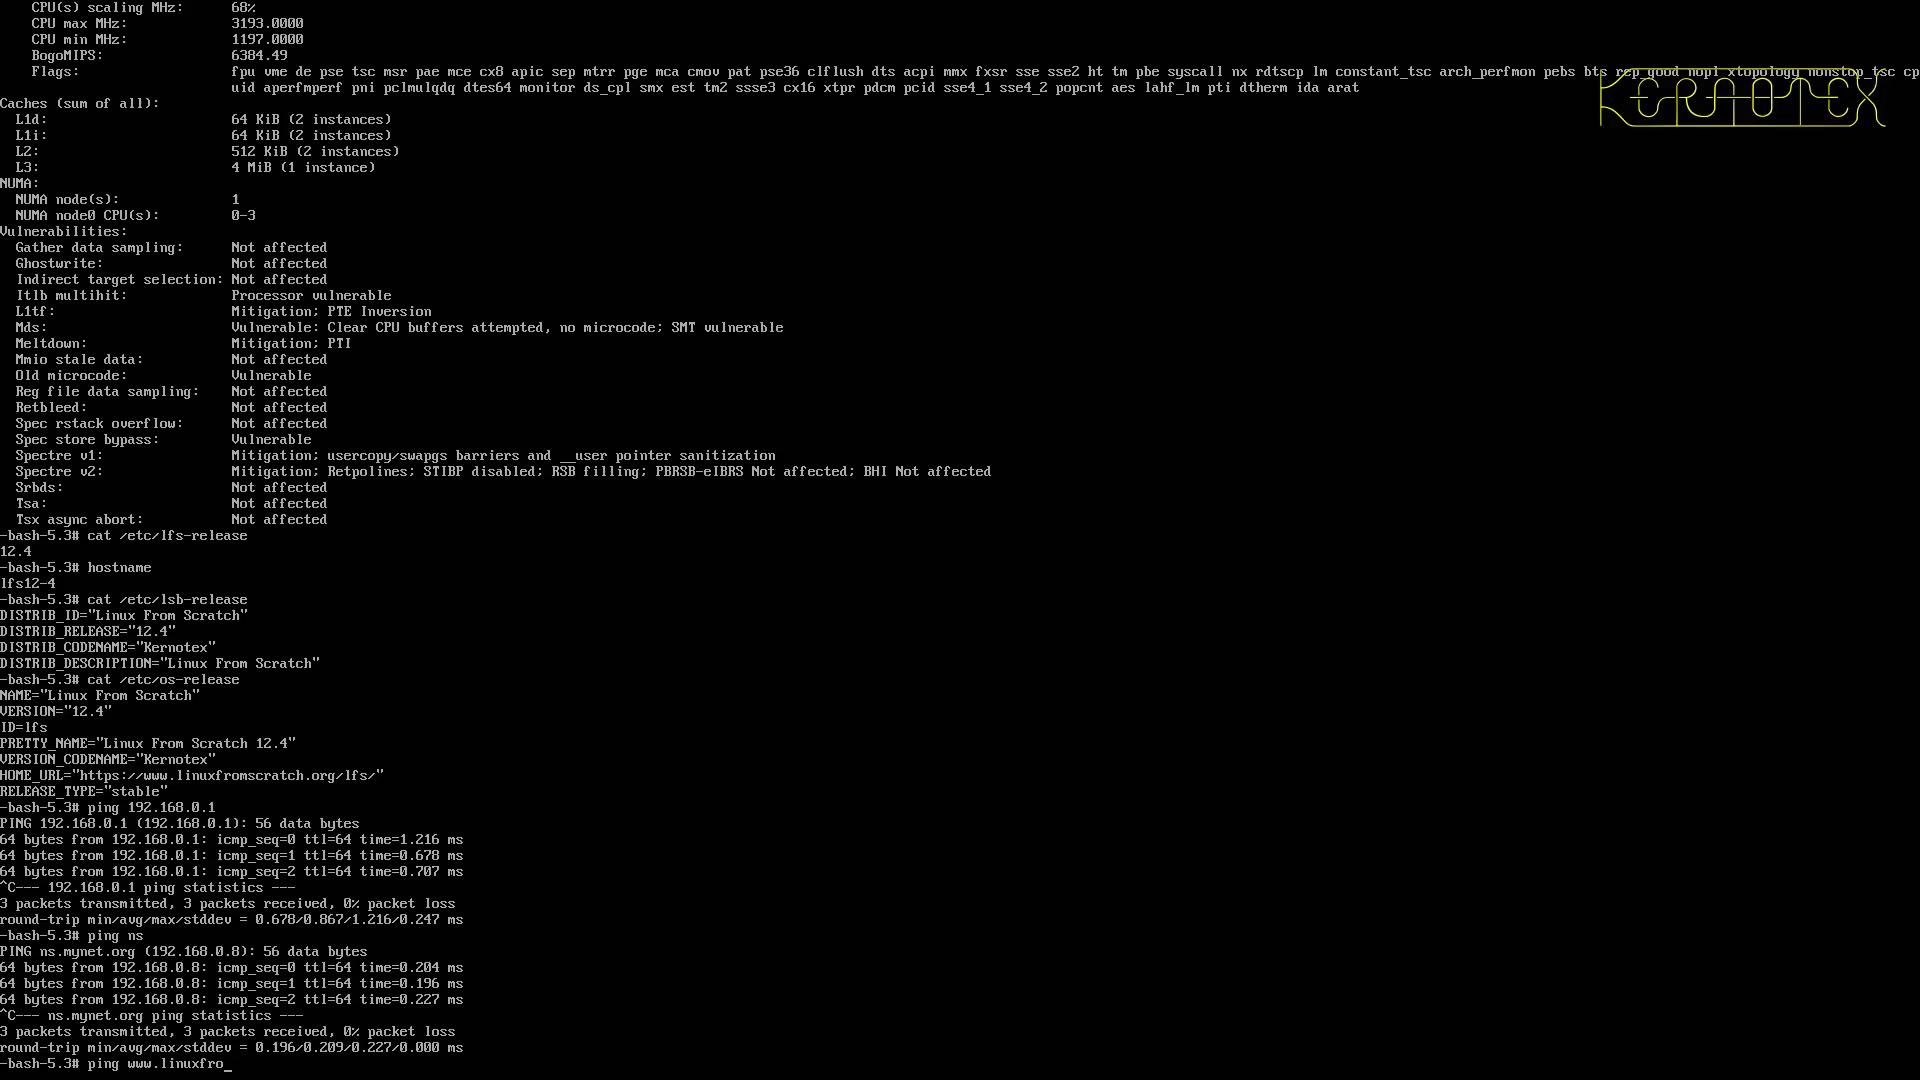 CPU(s) scaling MHz: 68%
CPU max MHz: 3193.0000
CPU min MHz: 1197.0000
BogoMIPS: 6384.49
Flags: fpu vme de pse tsc msr pae mce cx8 apic sep mtrr pge mca cmov pat pse36 clflush dts acpi mmx fxsr sse sse2 ht tm pbe syscall nx rdtscp lm constant_tsc arch_perfmon pebs bts rep_good nopl xtopology nonstop_tsc cp
uid aperfmperf pni pclmulqdq dtes64 monitor ds_cpl smx est tm2 ssse3 cx16 xtpr pdcm pcid sse4_1 sse4_2 popcnt aes lahf_lm pti dtherm ida arat
KERNOTEX
Caches (sum of all):
L1d: 64 KiB (2 instances)
L1i: 64 KiB (2 instances)
L2: 512 KiB (2 instances)
L3: 4 MiB (1 instance)
NUMA:
NUMA node(s): 1
NUMA node0 CPU(s): 0-3
Vulnerabilities:
Gather data sampling: Not affected
Ghostwrite: Not affected
Indirect target selection: Not affected
Itlb multihit: Processor vulnerable
L1tf: Mitigation; PTE Inversion
Mds: Vulnerable: Clear CPU buffers attempted, no microcode; SMT vulnerable
Meltdown: Mitigation; PTI
Mmio stale data: Not affected
Old microcode: Vulnerable
Reg file data sampling: Not affected
Retbleed: Not affected
Spec rstack overflow: Not affected
Spec store bypass: Vulnerable
Spectre v1: Mitigation; usercopy/swapgs barriers and __user pointer sanitization
Spectre v2: Mitigation; Retpolines; STIBP disabled; RSB filling; PBRSB-eIBRS Not affected; BHI Not affected
Srbds: Not affected
Tsa: Not affected
Tsx async abort: Not affected
-bash-5.3# cat /etc/lfs-release
12.4
-bash-5.3# hostname
lfs12-4
-bash-5.3# cat /etc/lsb-release
DISTRIB_ID="Linux From Scratch"
DISTRIB_RELEASE="12.4"
DISTRIB_CODENAME="Kernotex"
DISTRIB_DESCRIPTION="Linux From Scratch"
-bash-5.3# cat /etc/os-release
NAME="Linux From Scratch"
VERSION="12.4"
ID=lfs
PRETTY_NAME="Linux From Scratch 12.4"
VERSION_CODENAME="Kernotex"
HOME_URL="https://www.linuxfromscratch.org/lfs/"
RELEASE_TYPE="stable"
-bash-5.3# ping 192.168.0.1
PING 192.168.0.1 (192.168.0.1): 56 data bytes
64 bytes from 192.168.0.1: icmp_seq=0 ttl=64 time=1.216 ms
64 bytes from 192.168.0.1: icmp_seq=1 ttl=64 time=0.678 ms
64 bytes from 192.168.0.1: icmp_seq=2 ttl=64 time=0.707 ms
^C--- 192.168.0.1 ping statistics ---
3 packets transmitted, 3 packets received, 0% packet loss
round-trip min/avg/max/stddev = 0.678/0.867/1.216/0.247 ms
-bash-5.3# ping ns
PING ns.mynet.org (192.168.0.8): 56 data bytes
64 bytes from 192.168.0.8: icmp_seq=0 ttl=64 time=0.204 ms
64 bytes from 192.168.0.8: icmp_seq=1 ttl=64 time=0.196 ms
64 bytes from 192.168.0.8: icmp_seq=2 ttl=64 time=0.227 ms
^C--- ns.mynet.org ping statistics ---
3 packets transmitted, 3 packets received, 0% packet loss
round-trip min/avg/max/stddev = 0.196/0.209/0.227/0.000 ms
-bash-5.3# ping www.linuxfro_